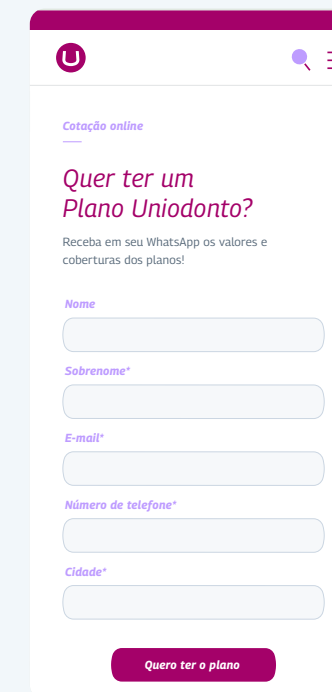 Cotação online
Quer ter um
Plano Uniodonto?
Receba em seu WhatsApp os valores e
coberturas dos planos!
Nome
Sobrenome*
E-mail*
Número de telefone*
Cidade*
Quero ter o plano